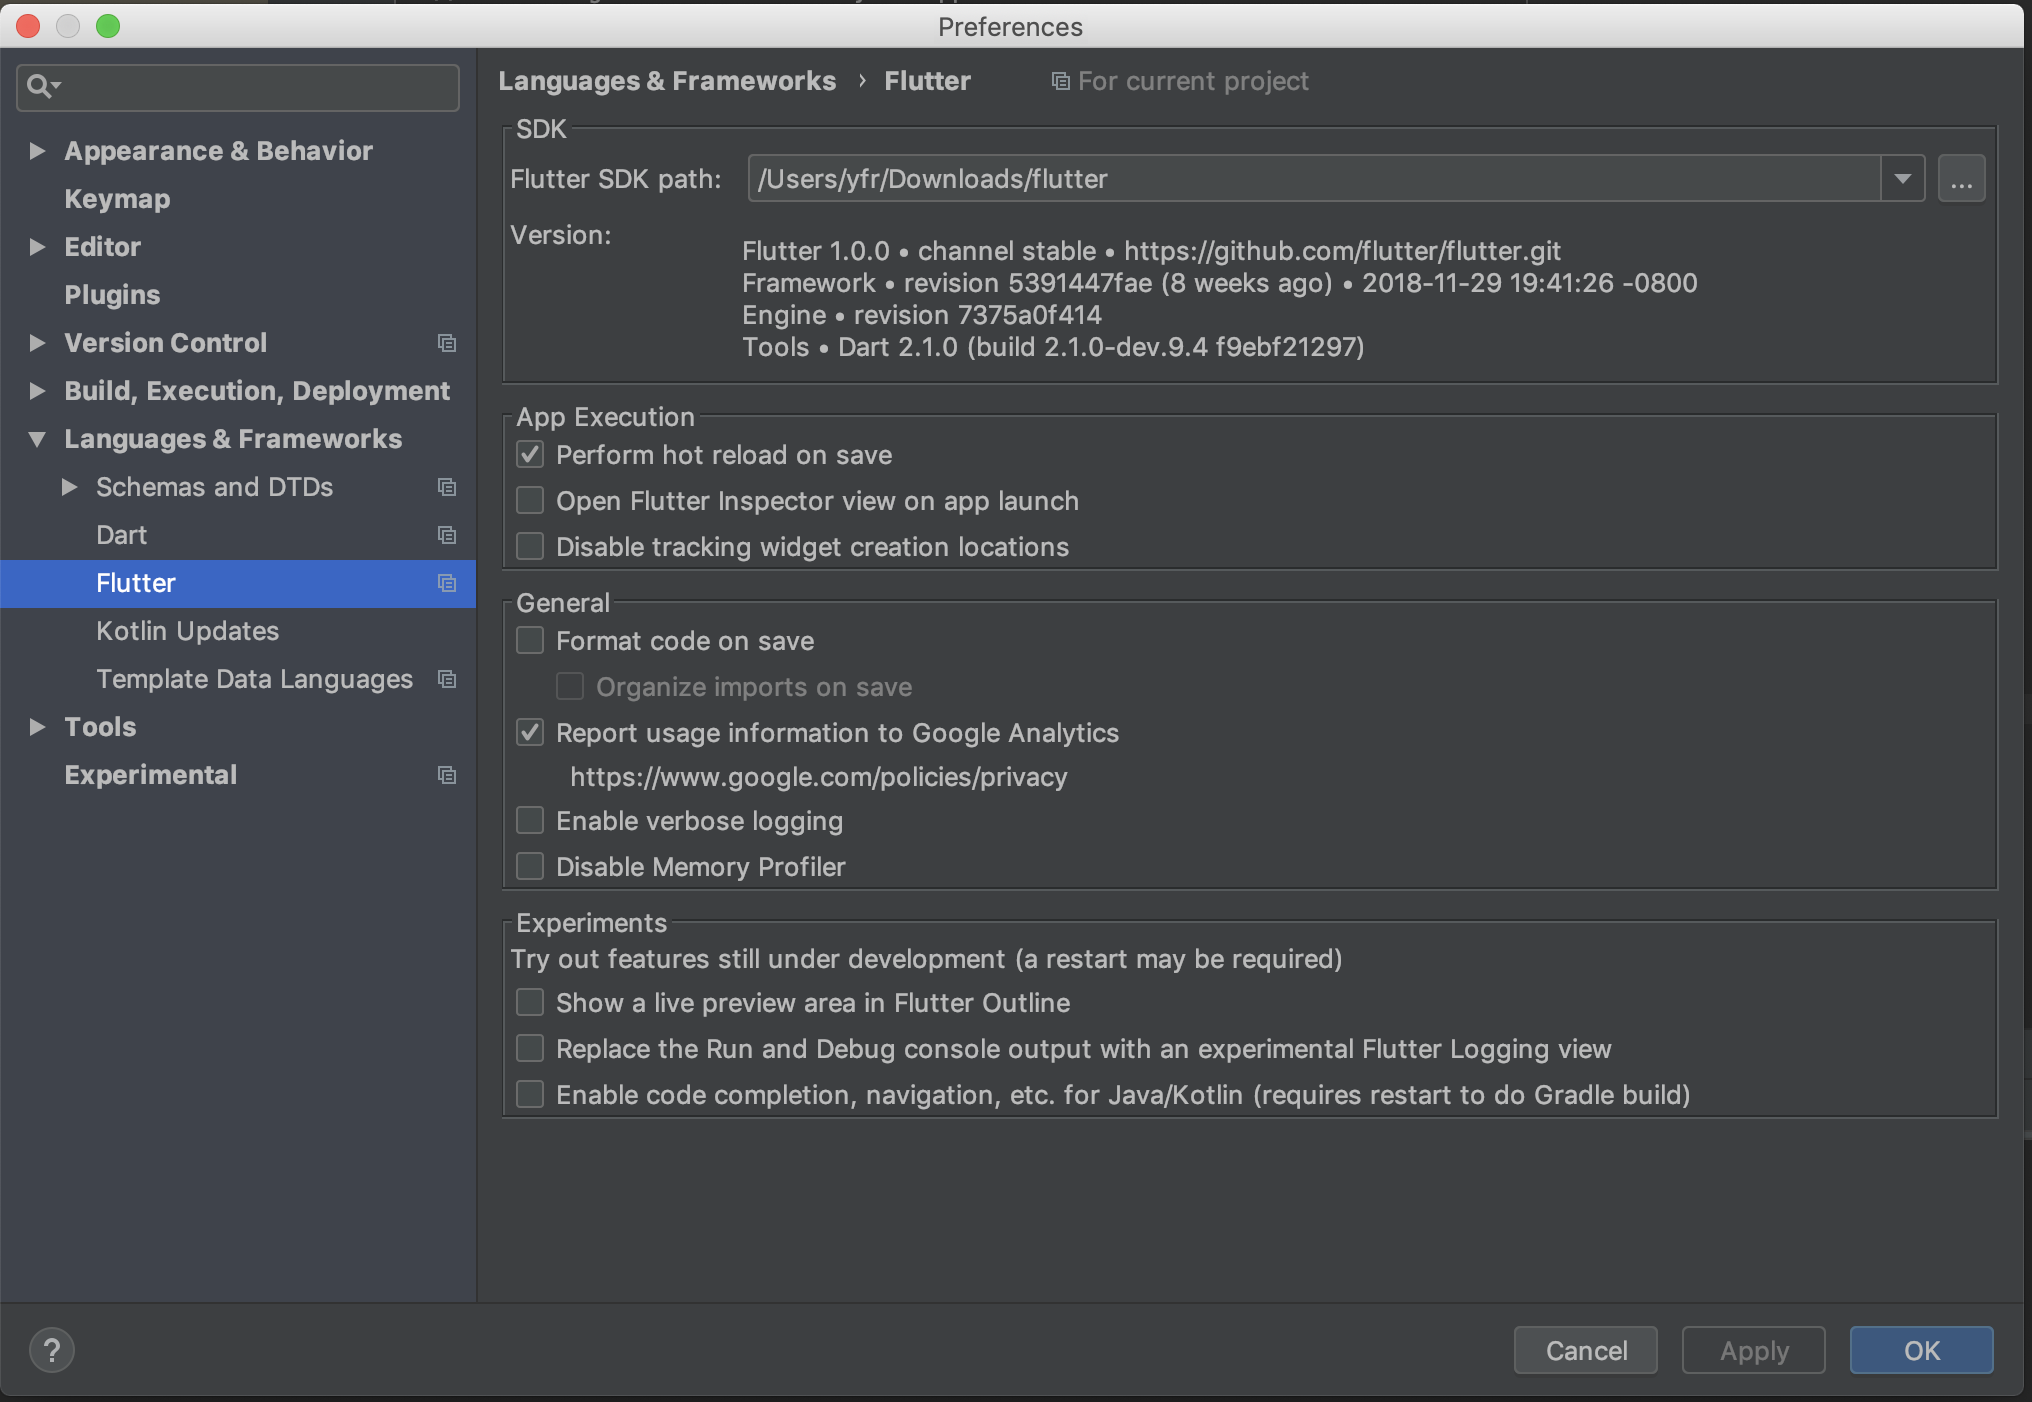 Preferences
Appearance & Behavior
Keymap
Editor
Plugins
Version Control
Build, Execution, Deployment
Languages & Frameworks
Schemas and DTDs
Dart
Flutter
Kotlin Updates
Template Data Languages
Tools
Experimental
Languages & Frameworks › Flutter For current project
SDK
Flutter SDK path: /Users/yfr/Downloads/flutter ...
Version:
Flutter 1.0.0 • channel stable • https://github.com/flutter/flutter.git
Framework • revision 5391447fae (8 weeks ago) • 2018-11-29 19:41:26 -0800
Engine • revision 7375a0f414
Tools • Dart 2.1.0 (build 2.1.0-dev.9.4 f9ebf21297)
App Execution
Perform hot reload on save
Open Flutter Inspector view on app launch
Disable tracking widget creation locations
General
Format code on save
Organize imports on save
Report usage information to Google Analytics
https://www.google.com/policies/privacy
Enable verbose logging
Disable Memory Profiler
Experiments
Try out features still under development (a restart may be required)
Show a live preview area in Flutter Outline
Replace the Run and Debug console output with an experimental Flutter Logging view
Enable code completion, navigation, etc. for Java/Kotlin (requires restart to do Gradle build)
? Cancel Apply OK